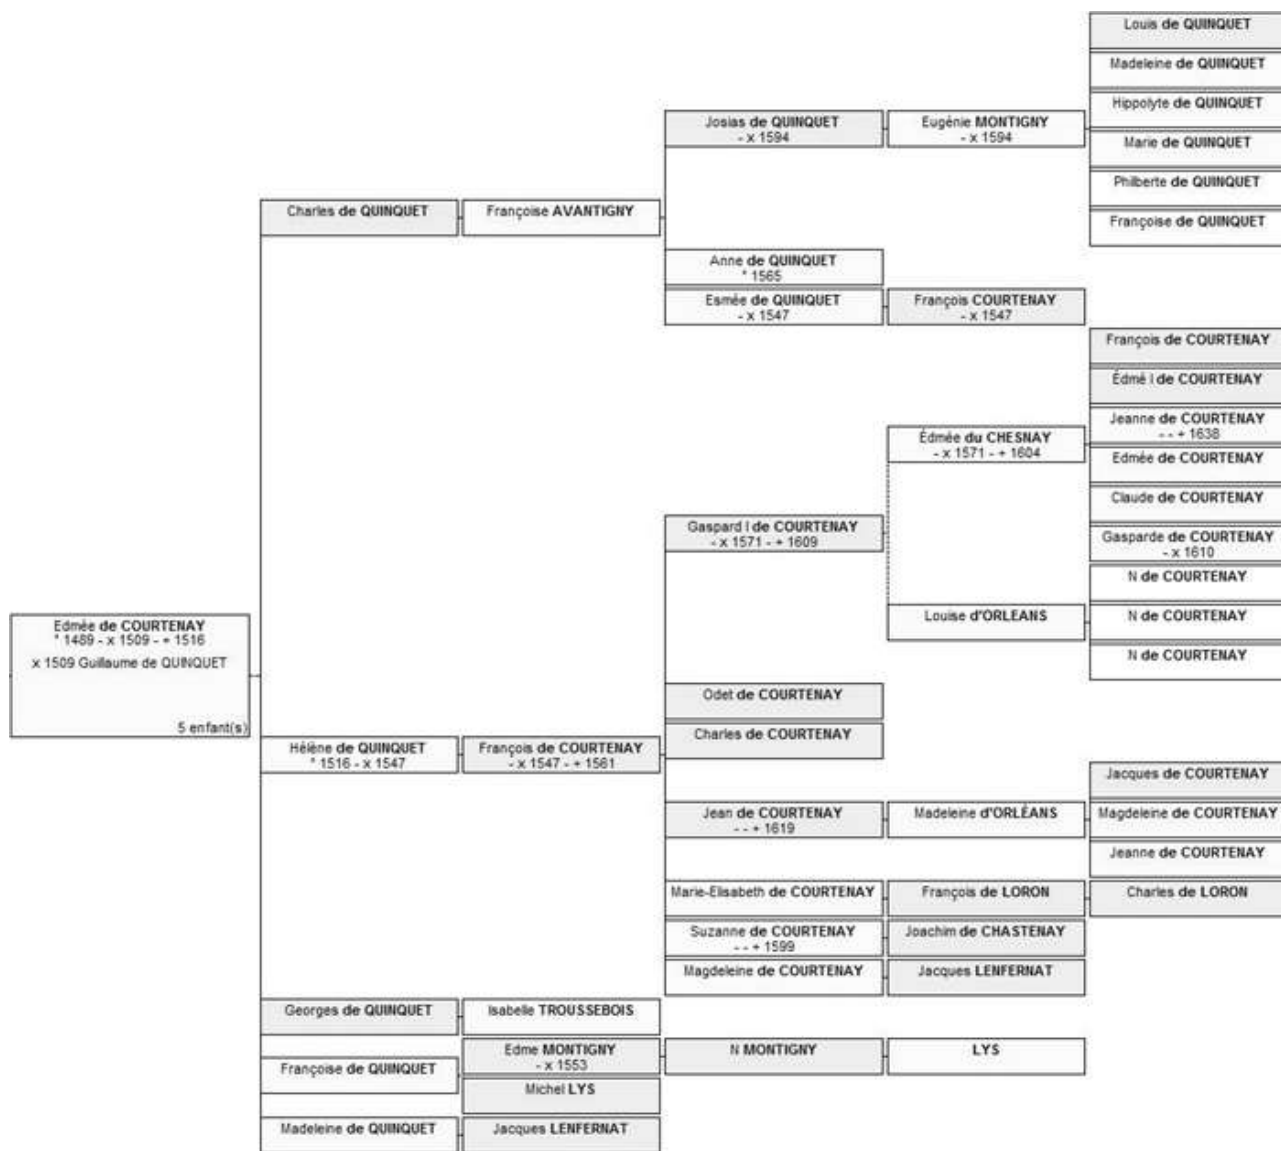 Louis de QUINQUET
Madeleine de QUINQUET
Hippolyte de QUINQUET
Josias de QUINQUET
- x 1594
Eugénie MONTIGNY
- x 1594
Marie de QUINQUET
Philberte de QUINQUET
Charles de QUINQUET
Françoise AVANTIGNY
Françoise de QUINQUET
Anne de QUINQUET
* 1565
Esmée de QUINQUET
- x 1547
François COURTENAY
- x 1547
François de COURTENAY
Édmé I de COURTENAY
Jeanne de COURTENAY
- - + 1638
Édmée du CHESNAY
- x 1571 - + 1604
Edmée de COURTENAY
Claude de COURTENAY
Gaspard I de COURTENAY
- x 1571 - + 1609
Gasparde de COURTENAY
- x 1610
N de COURTENAY
Louise d'ORLEANS
N de COURTENAY
N de COURTENAY
Edmée de COURTENAY
* 1489 - x 1509 - + 1516
x 1509 Guillaume de QUINQUET
5 enfant(s)
Odet de COURTENAY
Charles de COURTENAY
Hélène de QUINQUET
* 1516 - x 1547
François de COURTENAY
- x 1547 - + 1561
Jacques de COURTENAY
Jean de COURTENAY
- - + 1619
Madeleine d'ORLÉANS
Magdeleine de COURTENAY
Jeanne de COURTENAY
Marie-Elisabeth de COURTENAY
François de LORON
Charles de LORON
Suzanne de COURTENAY
- - + 1599
Joachim de CHASTENAY
Magdeleine de COURTENAY
Jacques LENFERNAT
Georges de QUINQUET
Isabelle TROUSSEBOIS
Françoise de QUINQUET
Edme MONTIGNY
- x 1553
N MONTIGNY
LYS
Michel LYS
Madeleine de QUINQUET
Jacques LENFERNAT